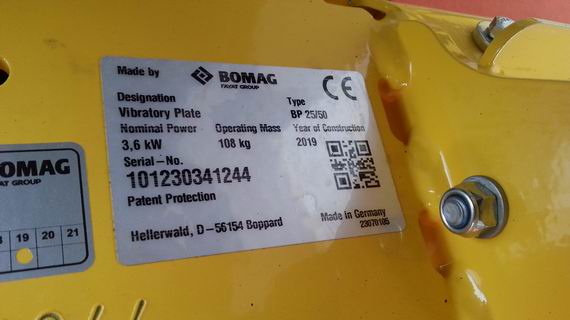 Made by BOMAG
FAYAT GROUP
CE
Designation Type
Vibratory Plate BP 25/50
Nominal Power Operating Mass Year of Construction
3,6 kW 108 kg 2019
Serial-No.
101230341244
Patent Protection
Hellerwald, D-56154 Boppard
Made in Germany
23070105
BOMAG
FAYAT GROUP
19 20 21